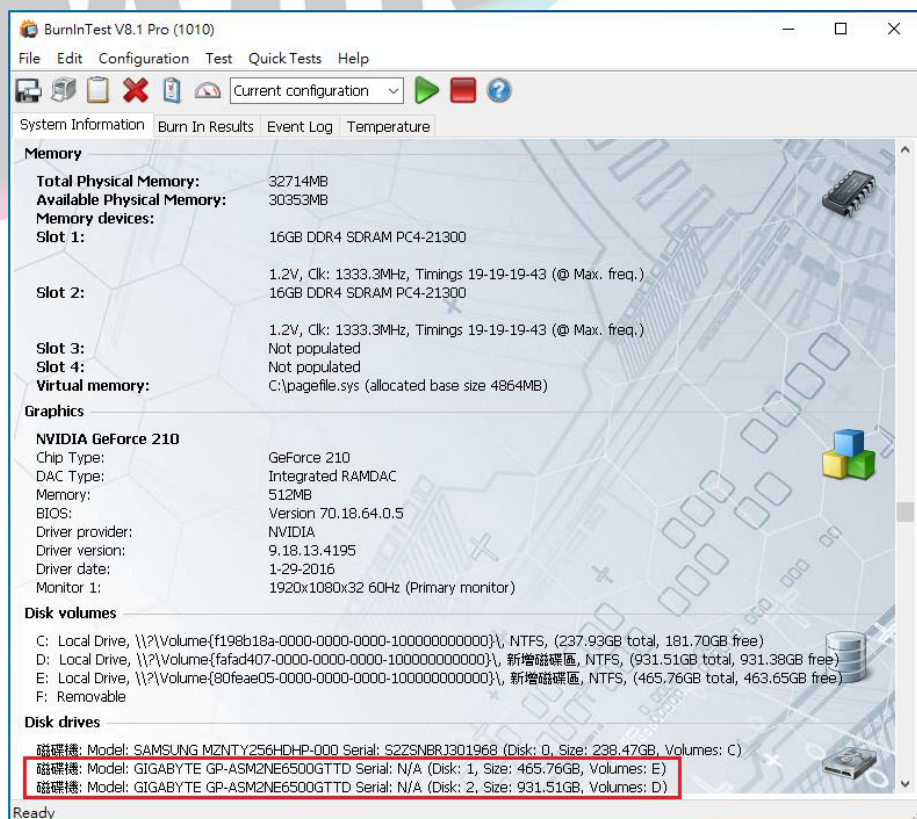 BurnInTest V8.1 Pro (1010)
File Edit Configuration Test Quick Tests Help
Current configuration
System Information Burn In Results Event Log Temperature
Memory
Total Physical Memory: 32714MB
Available Physical Memory: 30353MB
Memory devices:
Slot 1: 16GB DDR4 SDRAM PC4-21300
1.2V, Clk: 1333.3MHz, Timings 19-19-19-43 (@ Max. freq.)
Slot 2: 16GB DDR4 SDRAM PC4-21300
1.2V, Clk: 1333.3MHz, Timings 19-19-19-43 (@ Max. freq.)
Slot 3: Not populated
Slot 4: Not populated
Virtual memory: C:\pagefile.sys (allocated base size 4864MB)
Graphics
NVIDIA GeForce 210
Chip Type: GeForce 210
DAC Type: Integrated RAMDAC
Memory: 512MB
BIOS: Version 70.18.64.0.5
Driver provider: NVIDIA
Driver version: 9.18.13.4195
Driver date: 1-29-2016
Monitor 1: 1920x1080x32 60Hz (Primary monitor)
Disk volumes
C: Local Drive, \\?\Volume{f198b18a-0000-0000-0000-100000000000}\, NTFS, (237.93GB total, 181.70GB free)
D: Local Drive, \\?\Volume{fafad407-0000-0000-0000-100000000000}\, 新增磁碟區, NTFS, (931.51GB total, 931.38GB free)
E: Local Drive, \\?\Volume{80feae05-0000-0000-0000-100000000000}\, 新增磁碟區, NTFS, (465.76GB total, 463.65GB free)
F: Removable
Disk drives
磁碟機: Model: SAMSUNG MZNTY256HDHP-000 Serial: S2ZSNBRJ301968 (Disk: 0, Size: 238.47GB, Volumes: C)
磁碟機: Model: GIGABYTE GP-ASM2NE6500GTTD Serial: N/A (Disk: 1, Size: 465.76GB, Volumes: E)
磁碟機: Model: GIGABYTE GP-ASM2NE6500GTTD Serial: N/A (Disk: 2, Size: 931.51GB, Volumes: D)
Ready